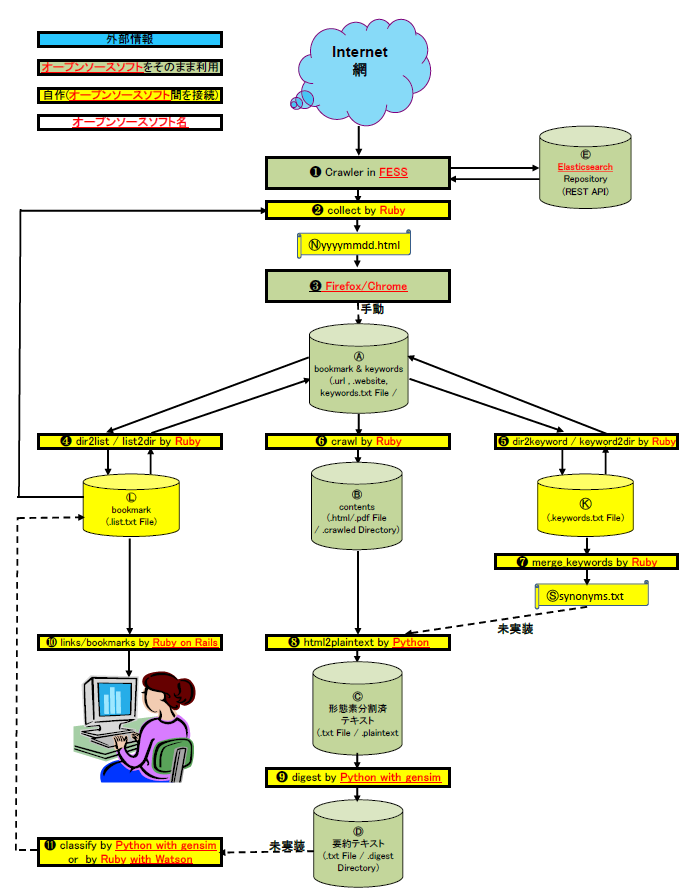 外部情報
オープンソースソフトをそのまま利用
自作(オープンソースソフト間を接続)
オープンソースソフト名
Internet
網
❶ Crawler in FESS
Ⓔ
Elasticsearch
Repository
(REST API)
❷ collect by Ruby
Ⓝyyyymmdd.html
❸ Firefox/Chrome
手動
Ⓐ
bookmark & keywords
(.url , .website,
keywords.txt File /
❹ dir2list / list2dir by Ruby
❻ crawl by Ruby
❺ dir2keyword / keyword2dir by Ruby
Ⓛ
bookmark
(.list.txt File)
Ⓑ
contents
(.html/.pdf File
/ .crawled Directory)
Ⓚ
(.keywords.txt File)
❼ merge keywords by Ruby
Ⓢsynonyms.txt
未実装
❿ links/bookmarks by Ruby on Rails
❽ html2plaintext by Python
Ⓒ
形態素分割済
テキスト
(.txt File / .plaintext
❾ digest by Python with gensim
Ⓓ
要約テキスト
(.txt File / .digest
Directory)
未実装
⓫ classify by Python with gensim
or by Ruby with Watson